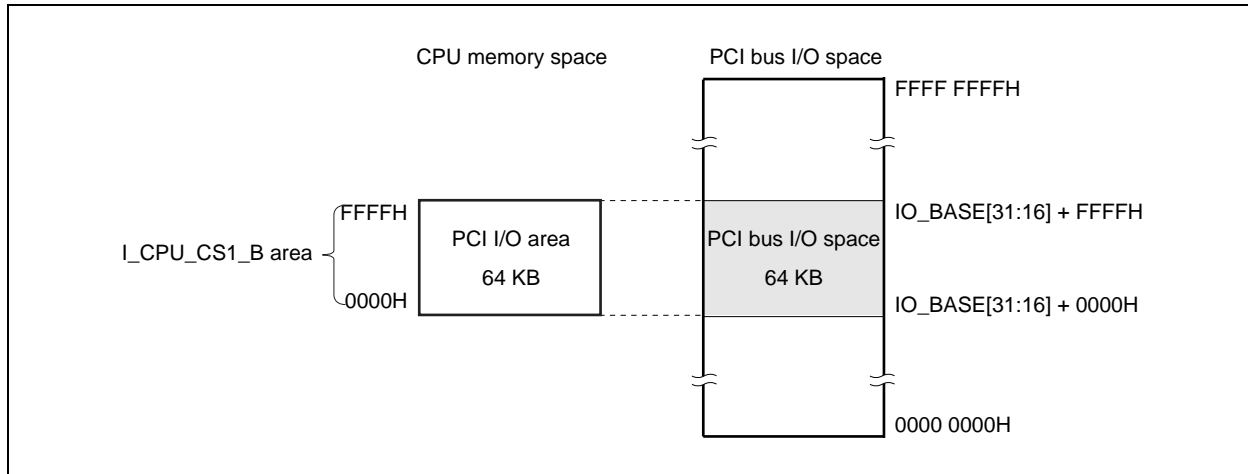 CPU memory space
PCI bus I/O space
FFFF FFFFH
FFFFH
IO_BASE[31:16] + FFFFH
PCI I/O area
PCI bus I/O space
I_CPU_CS1_B area
64 KB
64 KB
0000H
IO_BASE[31:16] + 0000H
0000 0000H